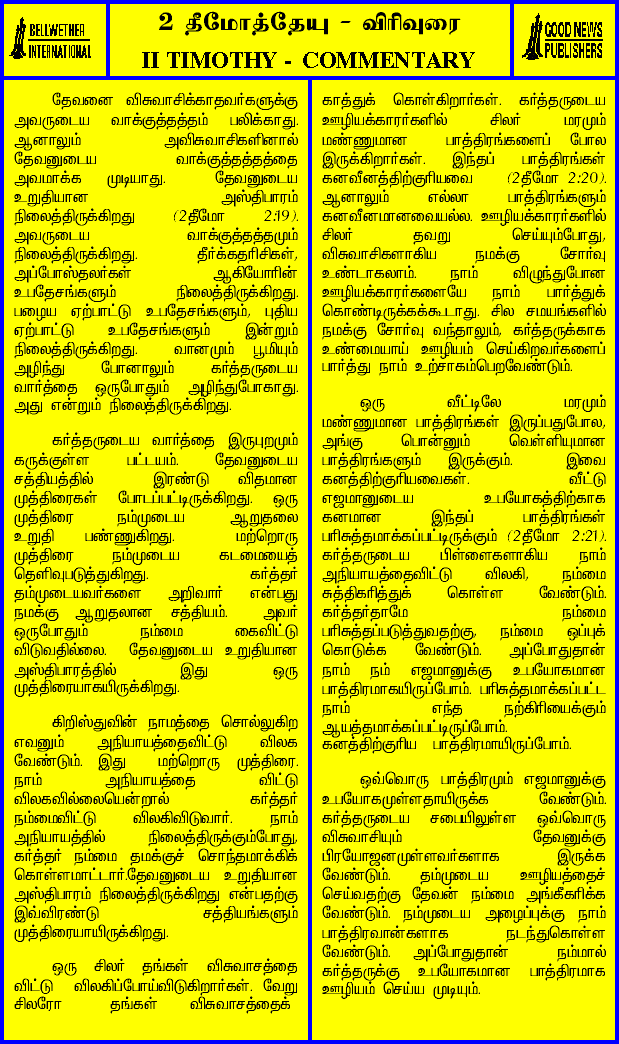 BELLWETHER
INTERNATIONAL
2 தீமோத்தேயு - விரிவுரை
II TIMOTHY - COMMENTARY
GOOD NEWS
PUBLISHERS
தேவனை விசுவாசிக்காதவர்களுக்கு
அவருடைய வாக்குத்தத்தம் பலிக்காது.
ஆனாலும் அவிசுவாசிகளினால்
தேவனுடைய வாக்குத்தத்தத்தை
அவமாக்க முடியாது. தேவனுடைய
உறுதியான அஸ்திபாரம்
நிலைத்திருக்கிறது (2தீமோ 2:19).
அவருடைய வாக்குத்தத்தமும்
நிலைத்திருக்கிறது. தீர்க்கதரிசிகள்,
அப்போஸ்தலர்கள் ஆகியோரின்
உபதேசங்களும் நிலைத்திருக்கிறது.
பழைய ஏற்பாட்டு உபதேசங்களும், புதிய
ஏற்பாட்டு உபதேசங்களும் இன்றும்
நிலைத்திருக்கிறது. வானமும் பூமியும்
அழிந்து போனாலும் கர்த்தருடைய
வார்த்தை ஒருபோதும் அழிந்துபோகாது.
அது என்றும் நிலைத்திருக்கிறது.
கர்த்தருடைய வார்த்தை இருபுறமும்
கருக்குள்ள பட்டயம். தேவனுடைய
சத்தியத்தில் இரண்டு விதமான
முத்திரைகள் போடப்பட்டிருக்கிறது. ஒரு
முத்திரை நம்முடைய ஆறுதலை
உறுதி பண்ணுகிறது. மற்றொரு
முத்திரை நம்முடைய கடமையைத்
தெளிவுபடுத்துகிறது. கர்த்தர்
தம்முடையவர்களை அறிவார் என்பது
நமக்கு ஆறுதலான சத்தியம். அவர்
ஒருபோதும் நம்மை கைவிட்டு
விடுவதில்லை. தேவனுடைய உறுதியான
அஸ்திபாரத்தில் இது ஒரு
முத்திரையாகயிருக்கிறது.
கிறிஸ்துவின் நாமத்தை சொல்லுகிற
எவனும் அநியாயத்தைவிட்டு விலக
வேண்டும். இது மற்றொரு முத்திரை.
நாம் அநியாயத்தை விட்டு
விலகவில்லையென்றால் கர்த்தர்
நம்மைவிட்டு விலகிவிடுவார். நாம்
அநியாயத்தில் நிலைத்திருக்கும்போது,
கர்த்தர் நம்மை தமக்குச் சொந்தமாக்கிக்
கொள்ளமாட்டார்.தேவனுடைய உறுதியான
அஸ்திபாரம் நிலைத்திருக்கிறது என்பதற்கு
இவ்விரண்டு சத்தியங்களும்
முத்திரையாயிருக்கிறது.
ஒரு சிலர் தங்கள் விசுவாசத்தை
விட்டு விலகிப்போய்விடுகிறார்கள். வேறு
சிலரோ தங்கள் விசுவாசத்தைக்
காத்துக் கொள்கிறார்கள். கர்த்தருடைய
ஊழியக்காரர்களில் சிலர் மரமும்
மண்ணுமான பாத்திரங்களைப் போல
இருக்கிறார்கள். இந்தப் பாத்திரங்கள்
கனவீனத்திற்குரியவை (2தீமோ 2:20).
ஆனாலும் எல்லா பாத்திரங்களும்
கனவீனமானவையல்ல. ஊழியக்காரர்களில்
சிலர் தவறு செய்யும்போது,
விசுவாசிகளாகிய நமக்கு சோர்வு
உண்டாகலாம். நாம் விழுந்துபோன
ஊழியக்காரர்களையே நாம் பார்த்துக்
கொண்டிருக்கக்கூடாது. சில சமயங்களில்
நமக்கு சோர்வு வந்தாலும், கர்த்தருக்காக
உண்மையாய் ஊழியம் செய்கிறவர்களைப்
பார்த்து நாம் உற்சாகம்பெறவேண்டும்.
ஒரு வீட்டிலே மரமும்
மண்ணுமான பாத்திரங்கள் இருப்பதுபோல,
அங்கு பொன்னும் வெள்ளியுமான
பாத்திரங்களும் இருக்கும். இவை
கனத்திற்குரியவைகள். வீட்டு
எஜமானுடைய உபயோகத்திற்காக
கனமான இந்தப் பாத்திரங்கள்
பரிசுத்தமாக்கப்பட்டிருக்கும் (2தீமோ 2:21).
கர்த்தருடைய பிள்ளைகளாகிய நாம்
அநியாயத்தைவிட்டு விலகி, நம்மை
சுத்திகரித்துக் கொள்ள வேண்டும்.
கர்த்தர்தாமே நம்மை
பரிசுத்தப்படுத்துவதற்கு, நம்மை ஒப்புக்
கொடுக்க வேண்டும். அப்போதுதான்
நாம் நம் எஜமானுக்கு உபயோகமான
பாத்திரமாகயிருப்போம். பரிசுத்தமாக்கப்பட்ட
நாம் எந்த நற்கிரியைக்கும்
ஆயத்தமாக்கப்பட்டிருப்போம்.
கனத்திற்குரிய பாத்திரமாயிருப்போம்.
ஒவ்வொரு பாத்திரமும் எஜமானுக்கு
உபயோகமுள்ளதாயிருக்க வேண்டும்.
கர்த்தருடைய சபையிலுள்ள ஒவ்வொரு
விசுவாசியும் தேவனுக்கு
பிரயோஜனமுள்ளவர்களாக இருக்க
வேண்டும். தம்முடைய ஊழியத்தைச்
செய்வதற்கு தேவன் நம்மை அங்கீகரிக்க
வேண்டும். நம்முடைய அழைப்புக்கு நாம்
பாத்திரவான்களாக நடந்துகொள்ள
வேண்டும். அப்போதுதான் நம்மால்
கர்த்தருக்கு உபயோகமான பாத்திரமாக
ஊழியம் செய்ய முடியும்.